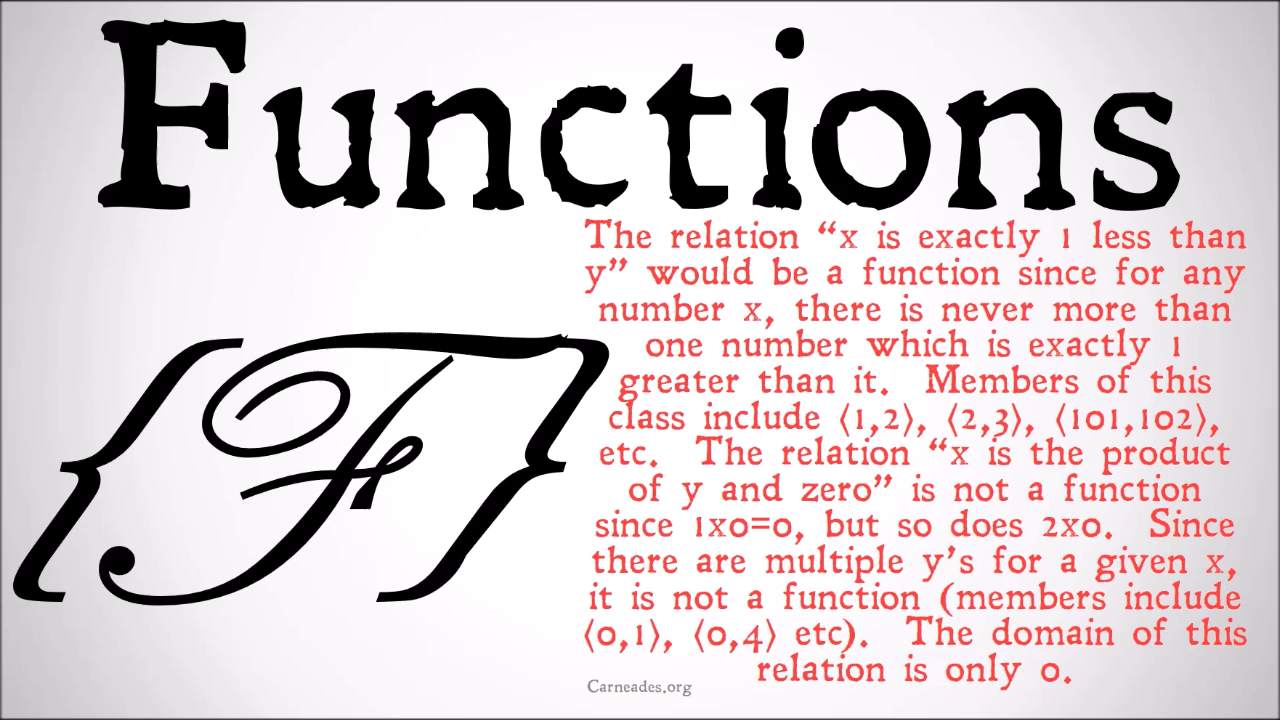 Functions
The relation “x is exactly 1 less than
y” would be a function since for any
number x, there is never more than
one number which is exactly 1
greater than it. Members of this
class include ⟨1,2⟩, ⟨2,3⟩, ⟨101,102⟩,
etc. The relation “x is the product
of y and zero” is not a function
since 1x0=0, but so does 2x0. Since
there are multiple y’s for a given x,
it is not a function (members include
⟨0,1⟩, ⟨0,4⟩ etc). The domain of this
relation is only 0.
{F}
Carneades.org